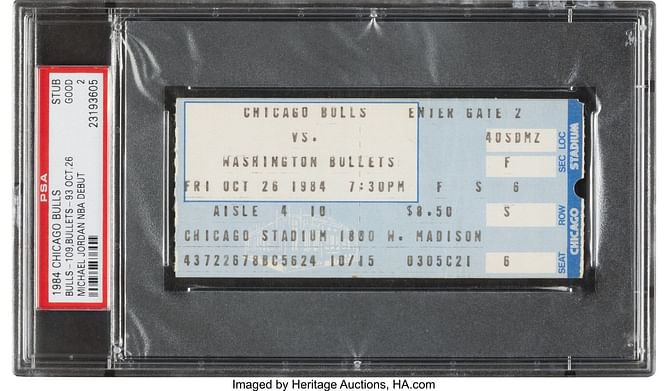 1984 CHICAGO BULLS
BULLS - 109,BULLETS - 93 OCT.26
MICHAEL JORDAN NBA DEBUT
PSA
STUB
GOOD
2
23193605
CHICAGO BULLS ENTER GATE 2
VS. 40SDMZ
WASHINGTON BULLETS F
FRI OCT 26 1984 7:30PM F S 6
AISLE 4 10 $8.50 S
CHICAGO STADIUM 1800 W. MADISON
43722678BC5624 10/15 0305C21 6
SEC LOC
ROW
SEAT
CHICAGO STADIUM
Imaged by Heritage Auctions, HA.com